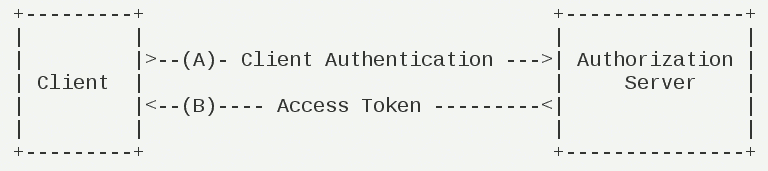 +---------+                                  +---------------+
|         |                                  |               |
|         |>--(A)- Client Authentication --->| Authorization |
| Client  |                                  |     Server    |
|         |<--(B)---- Access Token ---------<|               |
|         |                                  |               |
+---------+                                  +---------------+